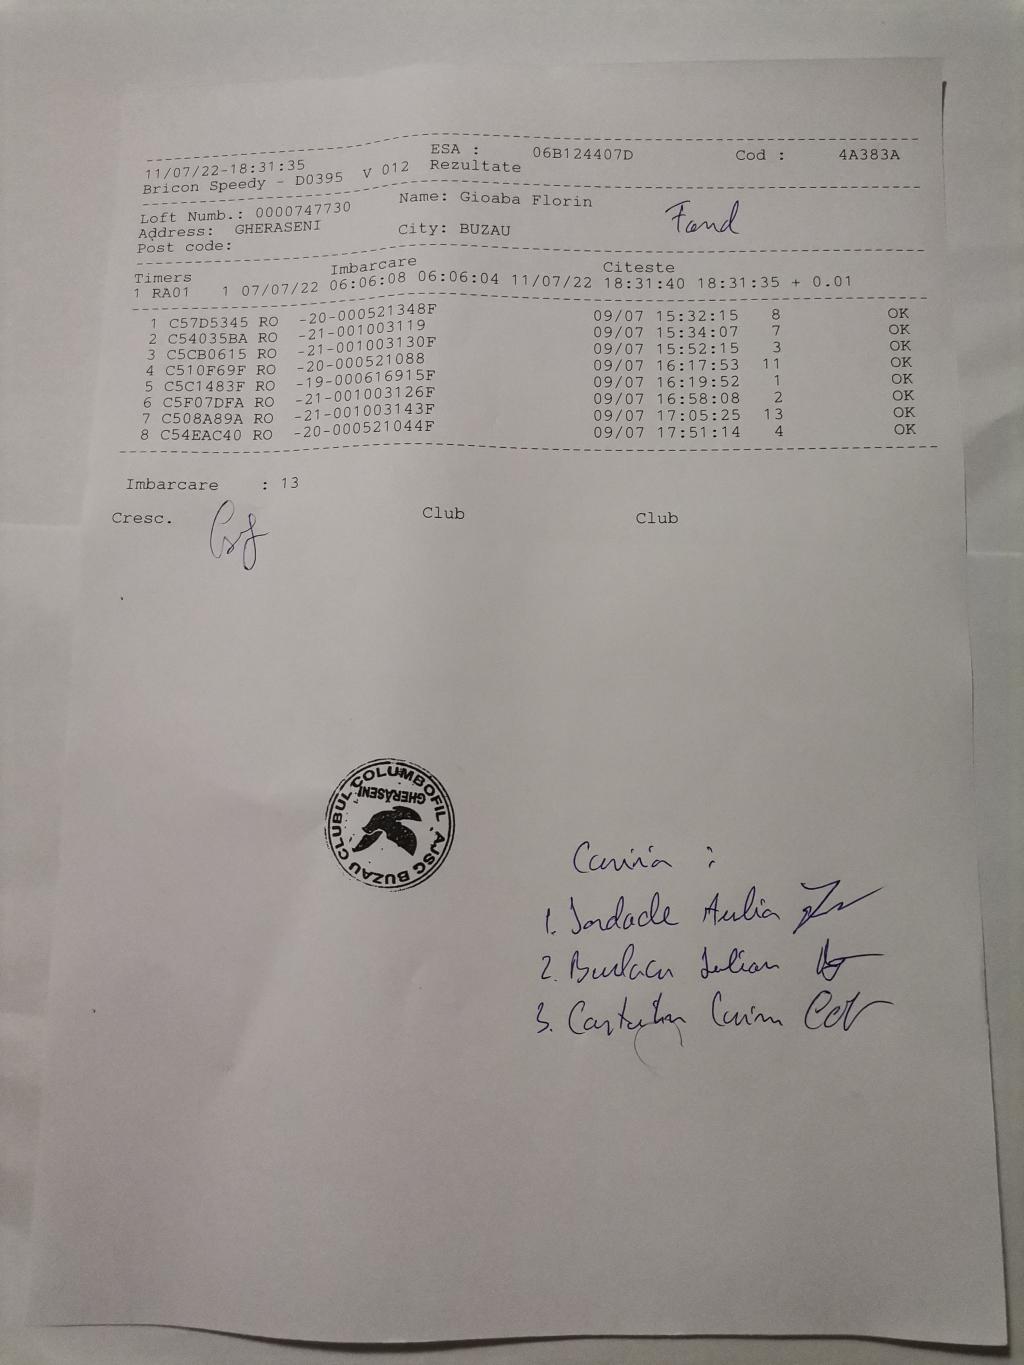 11/07/22-18:31:35 ESA : 06B124407D Cod : 4A383A
Bricon Speedy - D0395 V 012 Rezultate
Loft Numb.: 0000747730 Name: Gioaba Florin
Address: GHERASENI Fond
Post code: City: BUZAU
Timers Imbarcare Citeste
1 RA01 1 07/07/22 06:06:08 06:06:04 11/07/22 18:31:40 18:31:35 + 0.01
1 C57D5345 RO -20-000521348F 09/07 15:32:15 8 OK
2 C54035BA RO -21-001003119 09/07 15:34:07 7 OK
3 C5CB0615 RO -21-001003130F 09/07 15:52:15 3 OK
4 C510F69F RO -20-000521088 09/07 16:17:53 11 OK
5 C5C1483F RO -19-000616915F 09/07 16:19:52 1 OK
6 C5F07DFA RO -21-001003126F 09/07 16:58:08 2 OK
7 C508A89A RO -21-001003143F 09/07 17:05:25 13 OK
8 C54EAC40 RO -20-000521044F 09/07 17:51:14 4 OK
Imbarcare : 13
Cresc. Club Club
CLUBUL COLUMBOFIL AJSC BUZAU
GHERASENI
1. Iordache
2. Burlacu Iulian
3.